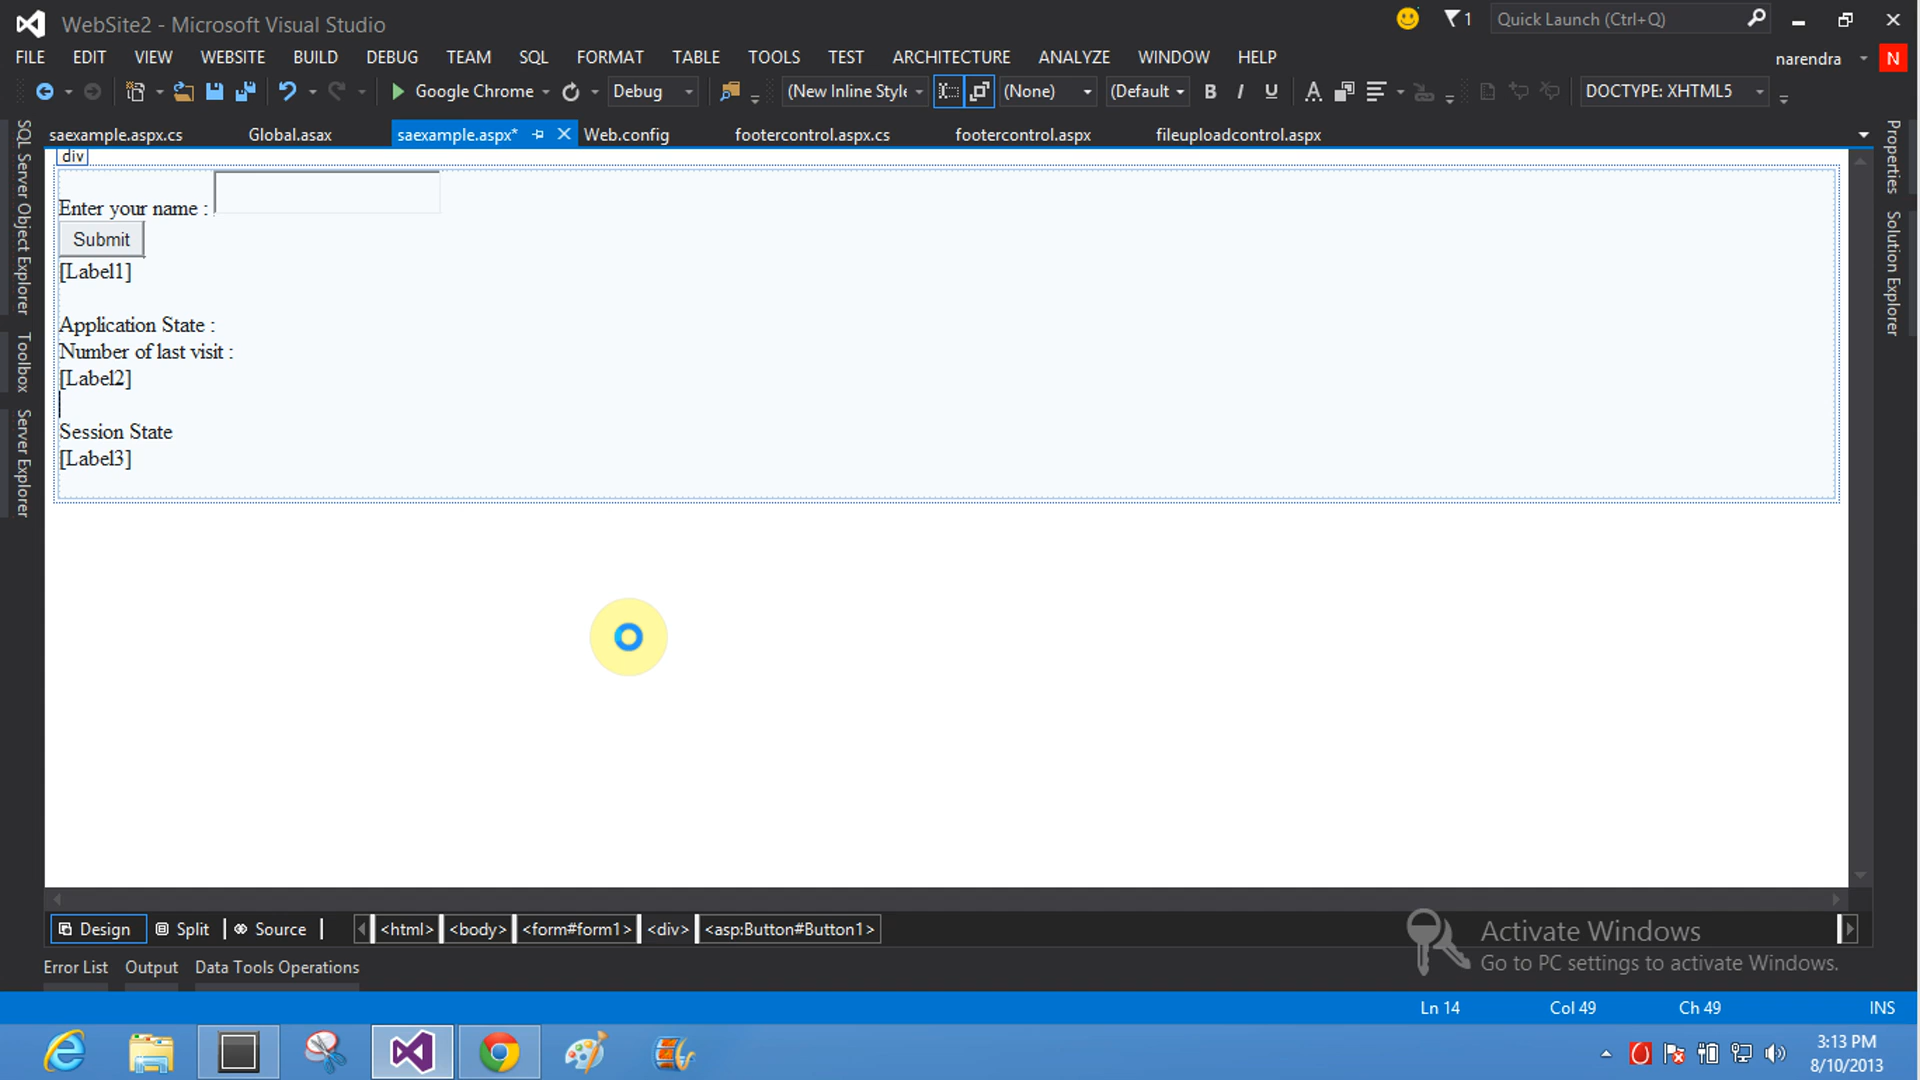 WebSite2 - Microsoft Visual Studio
1
Quick Launch (Ctrl+Q)
FILE EDIT VIEW WEBSITE BUILD DEBUG TEAM SQL FORMAT TABLE TOOLS TEST ARCHITECTURE ANALYZE WINDOW HELP
narendra N
Google Chrome Debug (New Inline Style (None) (Default B I U A DOCTYPE: XHTML5
saexample.aspx.cs Global.asax saexample.aspx* Web.config footercontrol.aspx.cs footercontrol.aspx fileuploadcontrol.aspx
SQL Server Object Explorer
Toolbox
Server Explorer
Properties
Solution Explorer
div
Enter your name :
Submit
[Label1]
Application State :
Number of last visit :
[Label2]
Session State
[Label3]
Design Split Source <html> <body> <form#form1> <div> <asp:Button#Button1>
Activate Windows
Go to PC settings to activate Windows.
Error List Output Data Tools Operations
Ln 14 Col 49 Ch 49 INS
3:13 PM
8/10/2013